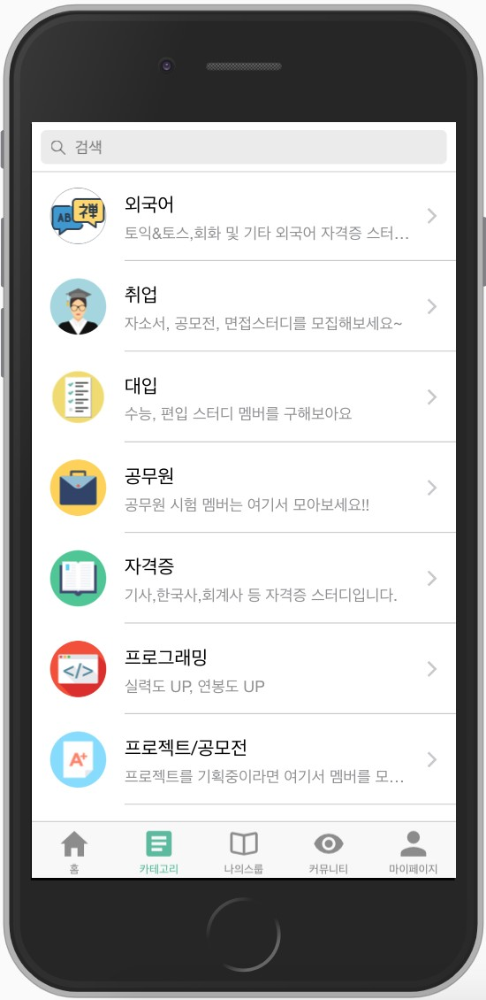 검색
AB 禅
외국어
토익&토스,회화 및 기타 외국어 자격증 스터...
취업
자소서, 공모전, 면접스터디를 모집해보세요~
대입
수능, 편입 스터디 멤버를 구해보아요
공무원
공무원 시험 멤버는 여기서 모아보세요!!
자격증
기사,한국사,회계사 등 자격증 스터디입니다.
</>
프로그래밍
실력도 UP, 연봉도 UP
A+
프로젝트/공모전
프로젝트를 기획중이라면 여기서 멤버를 모...
홈 카테고리 나의스룹 커뮤니티 마이페이지